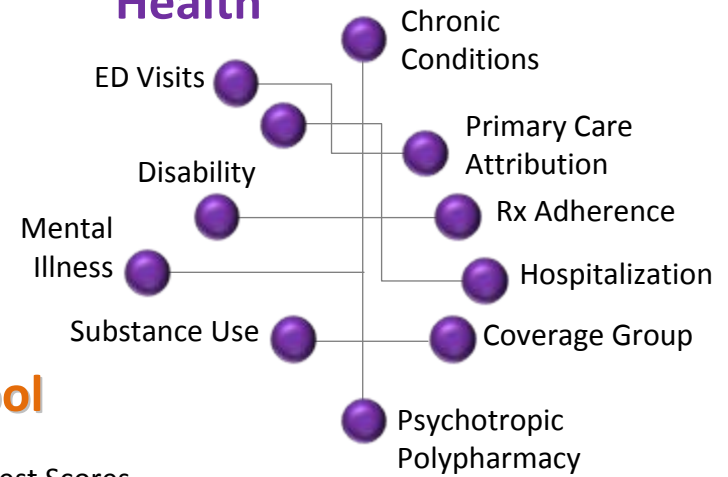 Health
Chronic
Conditions
ED Visits
Primary Care
Attribution
Disability
Rx Adherence
Mental
Illness
Hospitalization
Substance Use
Coverage Group
Psychotropic
Polypharmacy